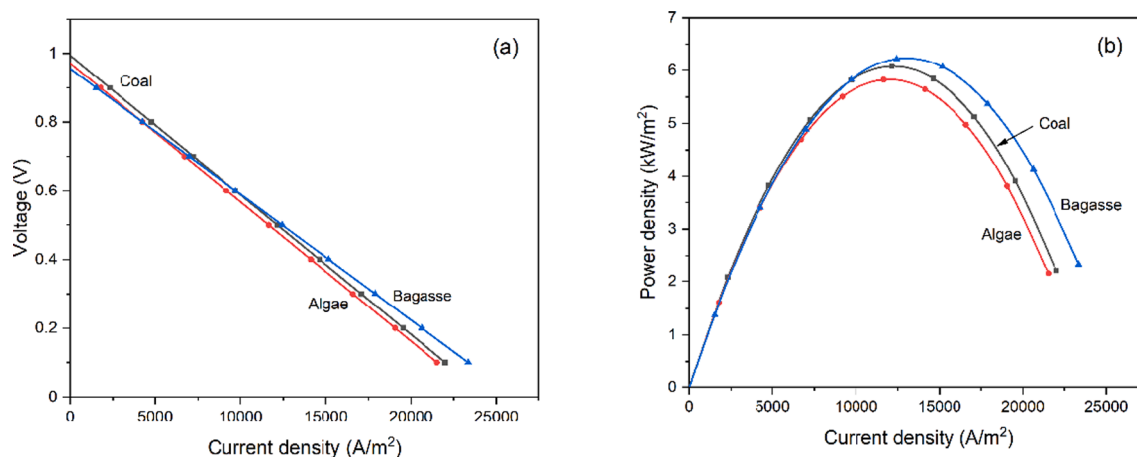 (a)
1
0.8
0.6
0.4
0.2
0
Voltage (V)
Coal
Algae
Bagasse
0 5000 10000 15000 20000 25000
Current density (A/m²)
(b)
7
6
5
4
3
2
1
0
Power density (kW/m²)
Coal
Bagasse
Algae
0 5000 10000 15000 20000 25000
Current density (A/m²)